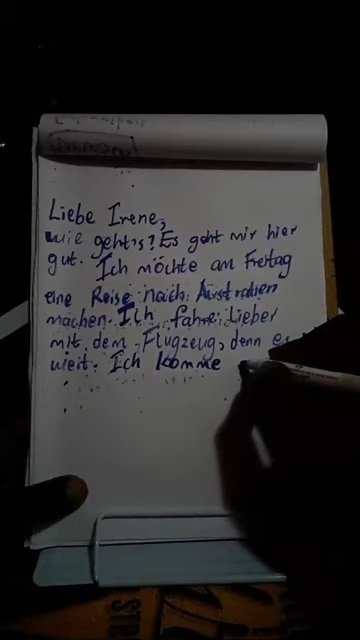 Liebe Irene,
wie geht's? Es geht mir hier
gut. Ich möchte am Freitag
eine Reise nach Australien
machen. Ich fahre lieber
mit dem Flugzeug, denn es
weit. Ich komme